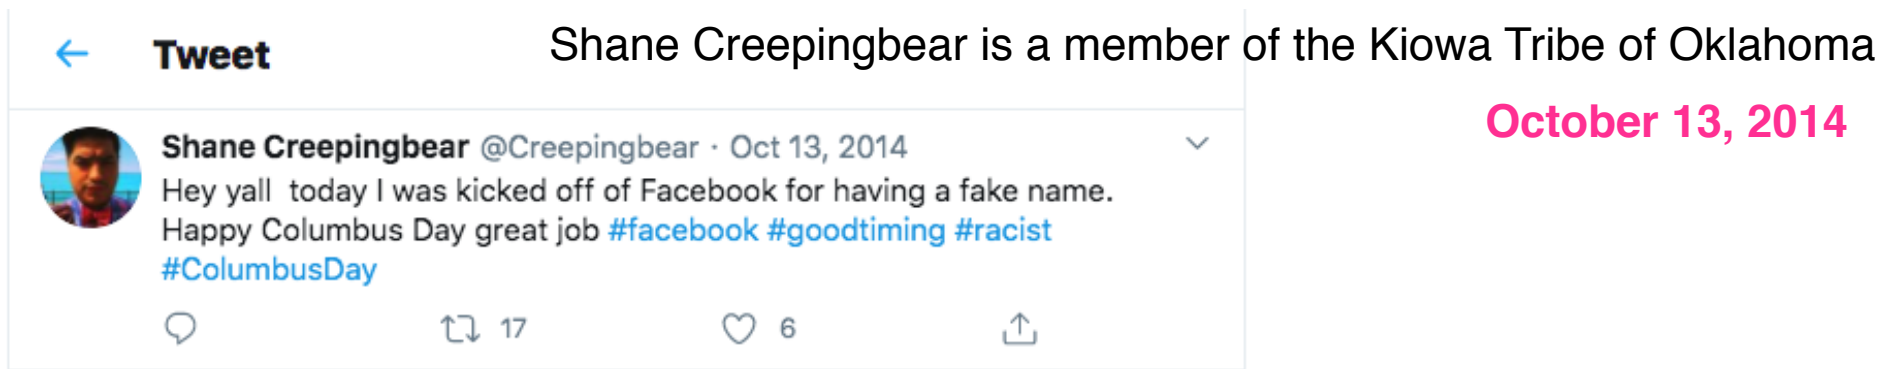 Tweet
Shane Creepingbear is a member of the Kiowa Tribe of Oklahoma
October 13, 2014
Shane Creepingbear @Creepingbear · Oct 13, 2014
Hey yall  today I was kicked off of Facebook for having a fake name.
Happy Columbus Day great job #facebook #goodtiming #racist
#ColumbusDay
17 6